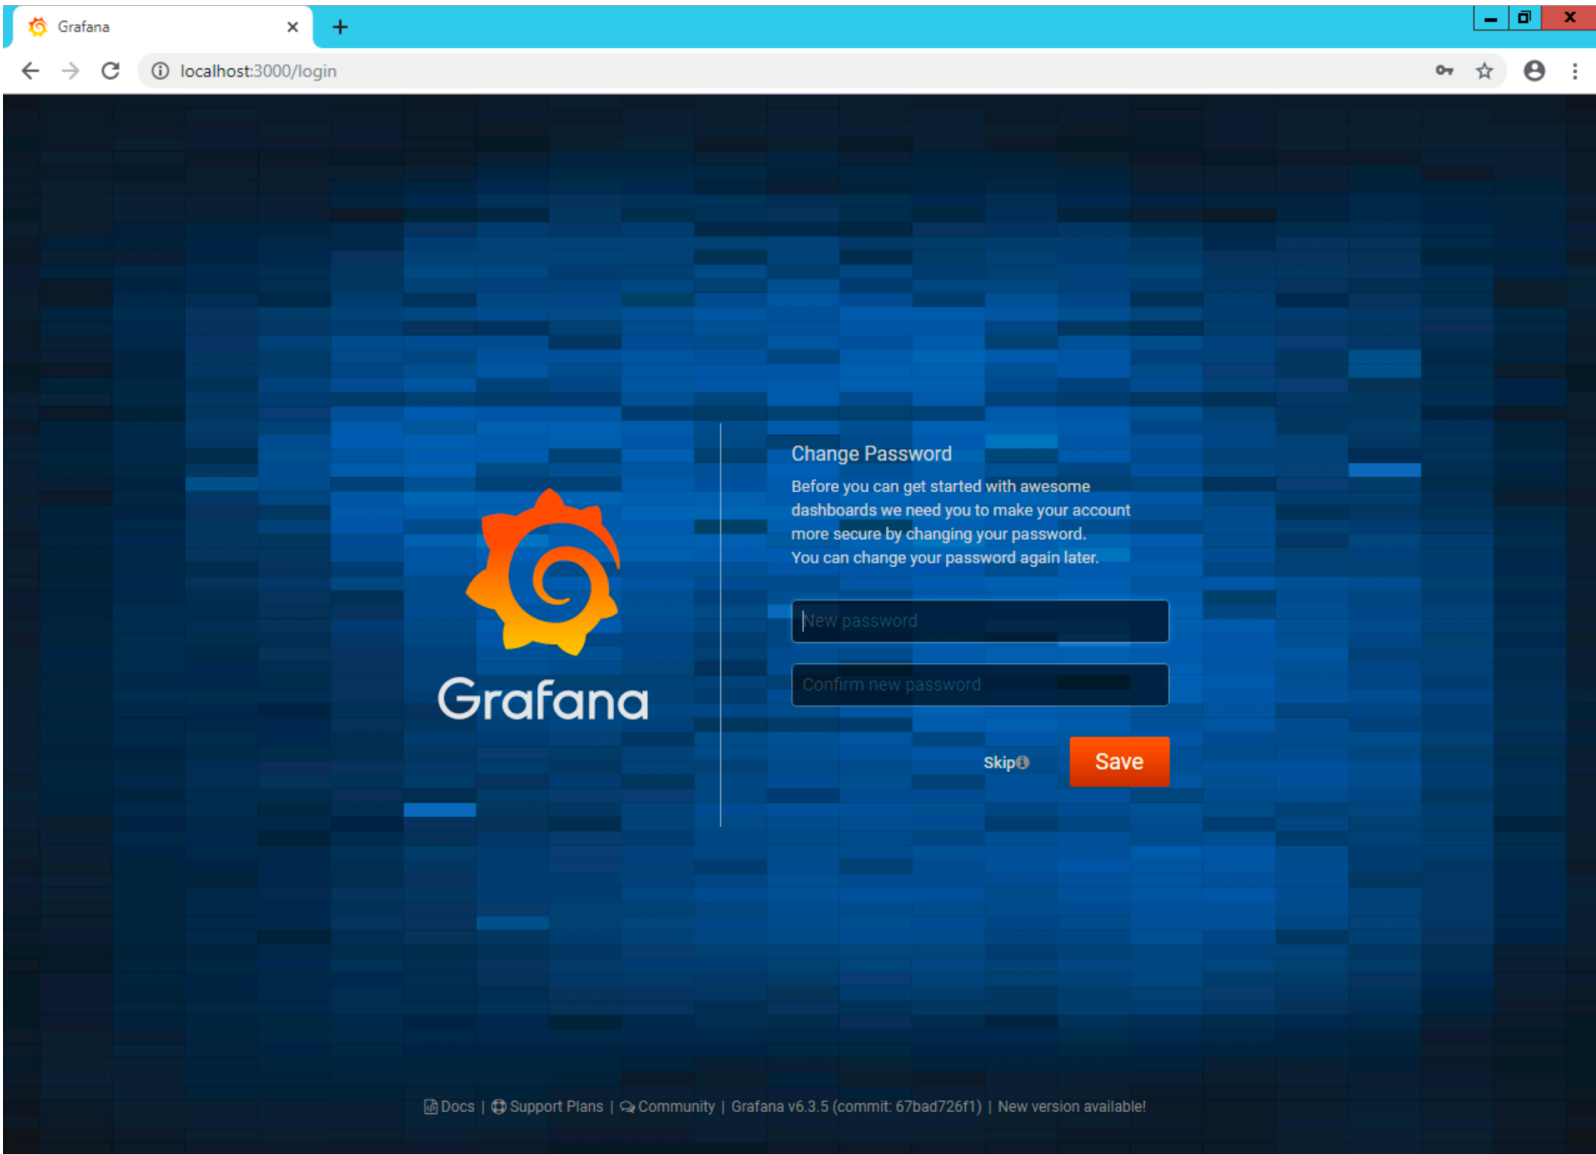 Grafana
localhost:3000/login
Change Password
Before you can get started with awesome
dashboards we need you to make your account
more secure by changing your password.
You can change your password again later.
New password
Confirm new password
Skip
Save
Grafana
Docs | Support Plans | Community | Grafana v6.3.5 (commit: 67bad726f1) | New version available!